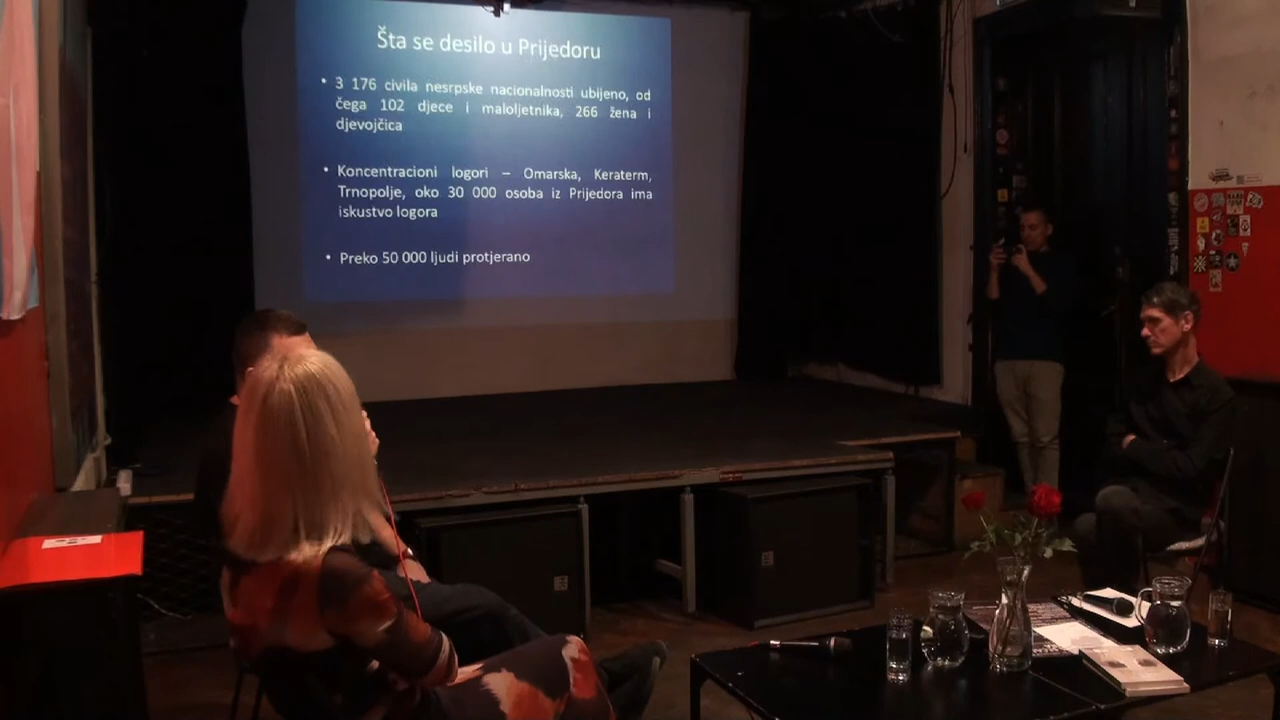 Šta se desilo u Prijedoru
• 3 176 civila nesrpske nacionalnosti ubijeno, od
čega 102 djece i maloljetnika, 266 žena i
djevojčica
• Koncentracioni logori – Omarska, Keraterm,
Trnopolje, oko 30 000 osoba iz Prijedora ima
iskustvo logora
• Preko 50 000 ljudi protjerano